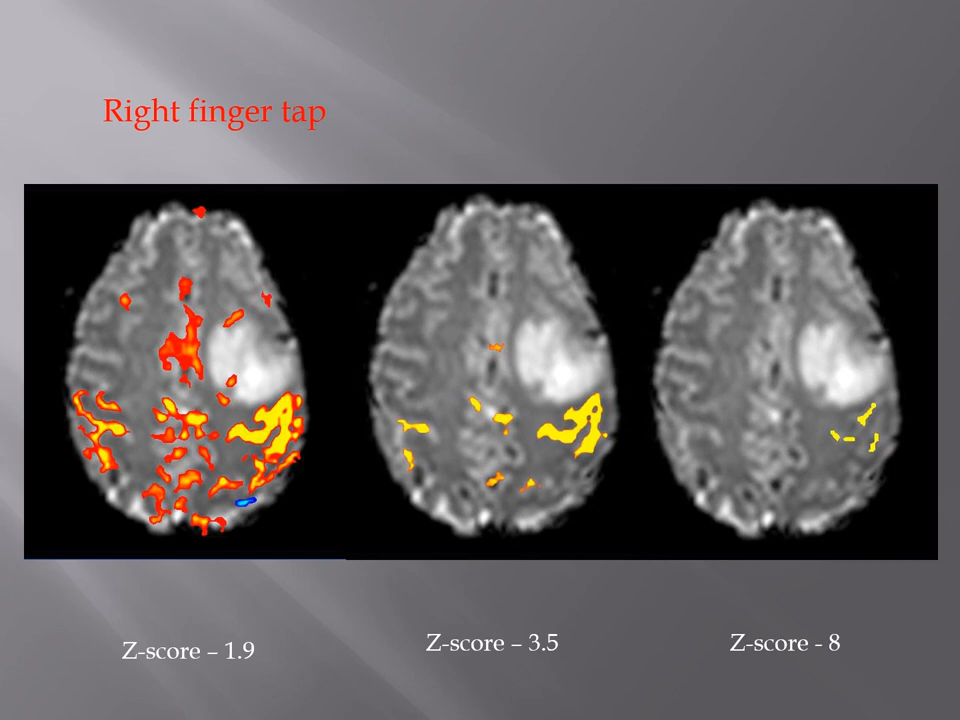 Right finger tap
Z-score – 1.9
Z-score – 3.5
Z-score - 8